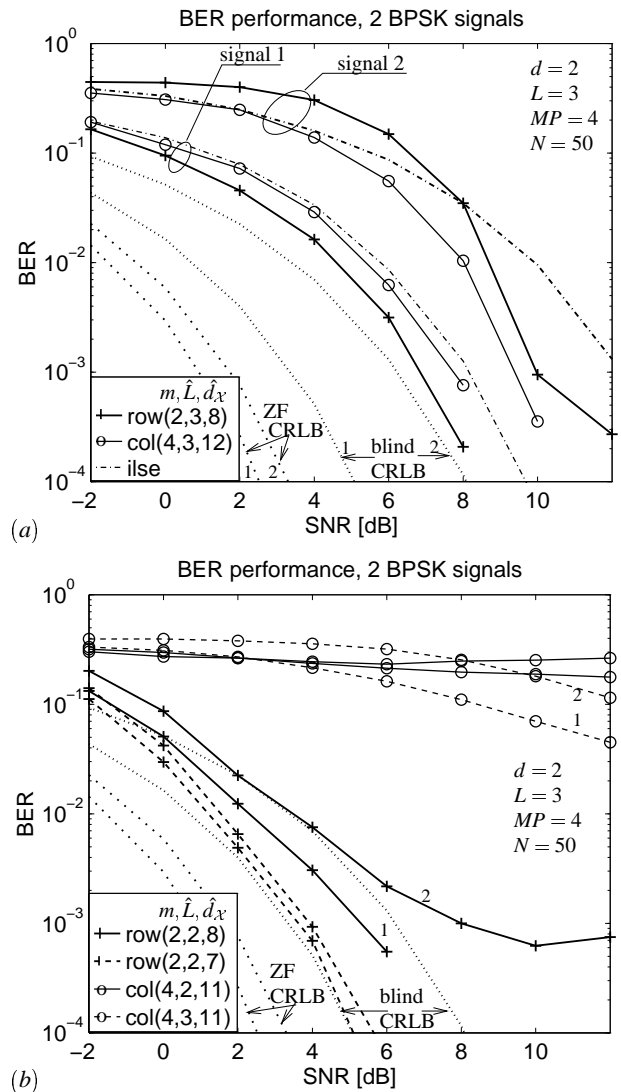 BER performance, 2 BPSK signals
10^0
10^-1
10^-2
10^-3
10^-4
BER
signal 1
signal 2
d = 2
L = 3
MP = 4
N = 50
m, L̂, d̂_X
row(2,3,8)
col(4,3,12)
ilse
ZF
CRLB
1 2
1 blind 2
CRLB
−2 0 2 4 6 8 10
SNR [dB]
(a)
BER performance, 2 BPSK signals
10^0
10^-1
10^-2
10^-3
10^-4
BER
2
1
d = 2
L = 3
MP = 4
N = 50
2
1
m, L̂, d̂_X
row(2,2,8)
row(2,2,7)
col(4,2,11)
col(4,3,11)
ZF
CRLB
blind
CRLB
−2 0 2 4 6 8 10
SNR [dB]
(b)